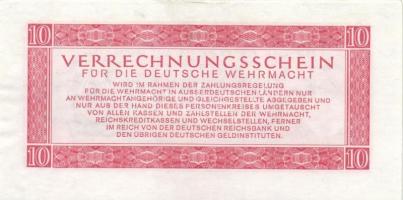 10 10
VERRECHNUNGSSCHEIN
FÜR DIE DEUTSCHE WEHRMACHT
WIRD IM RAHMEN DER ZAHLUNGSREGELUNG
FÜR DIE WEHRMACHT IN AUSSERDEUTSCHEN LÄNDERN NUR
AN WEHRMACHTANGEHÖRIGE UND GLEICHGESTELLTE ABGEGEBEN UND
NUR AUS DER HAND DIESES PERSONENKREISES UMGETAUSCHT
VON ALLEN KASSEN UND ZAHLSTELLEN DER WEHRMACHT,
REICHSKREDITKASSEN UND WECHSELSTELLEN, FERNER
IM REICH VON DER DEUTSCHEN REICHSBANK UND
DEN ÜBRIGEN DEUTSCHEN GELDINSTITUTEN.
10 10